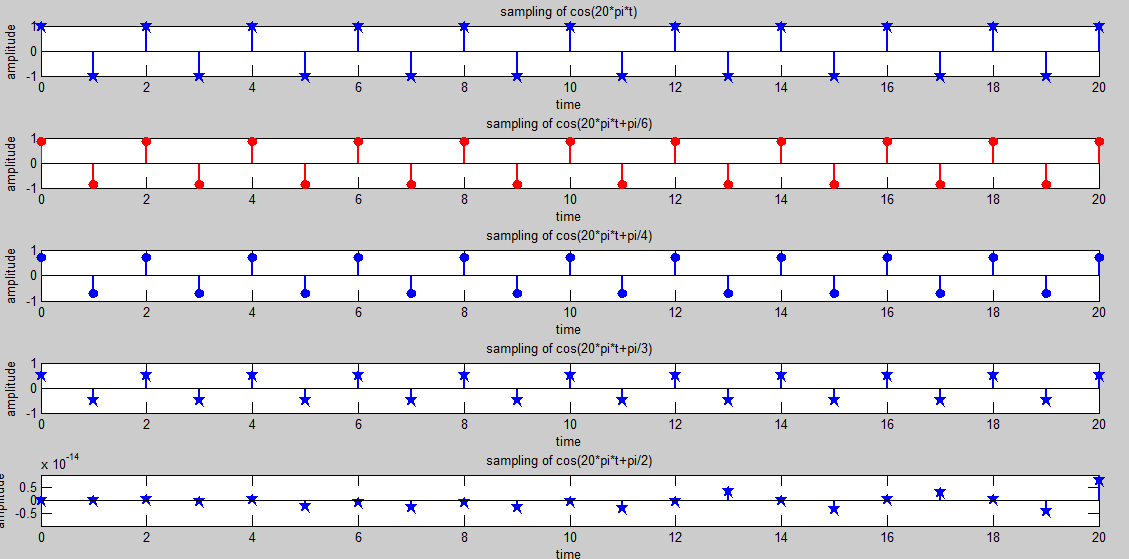 sampling of cos(20*pi*t)
amplitude
1
0
-1
0 2 4 6 8 10 12 14 16 18 20
time
sampling of cos(20*pi*t+pi/6)
amplitude
1
0
-1
0 2 4 6 8 10 12 14 16 18 20
time
sampling of cos(20*pi*t+pi/4)
amplitude
1
0
-1
0 2 4 6 8 10 12 14 16 18 20
time
sampling of cos(20*pi*t+pi/3)
amplitude
1
0
-1
0 2 4 6 8 10 12 14 16 18 20
time
x 10-14
sampling of cos(20*pi*t+pi/2)
amplitude
0.5
0
-0.5
0 2 4 6 8 10 12 14 16 18 20
time